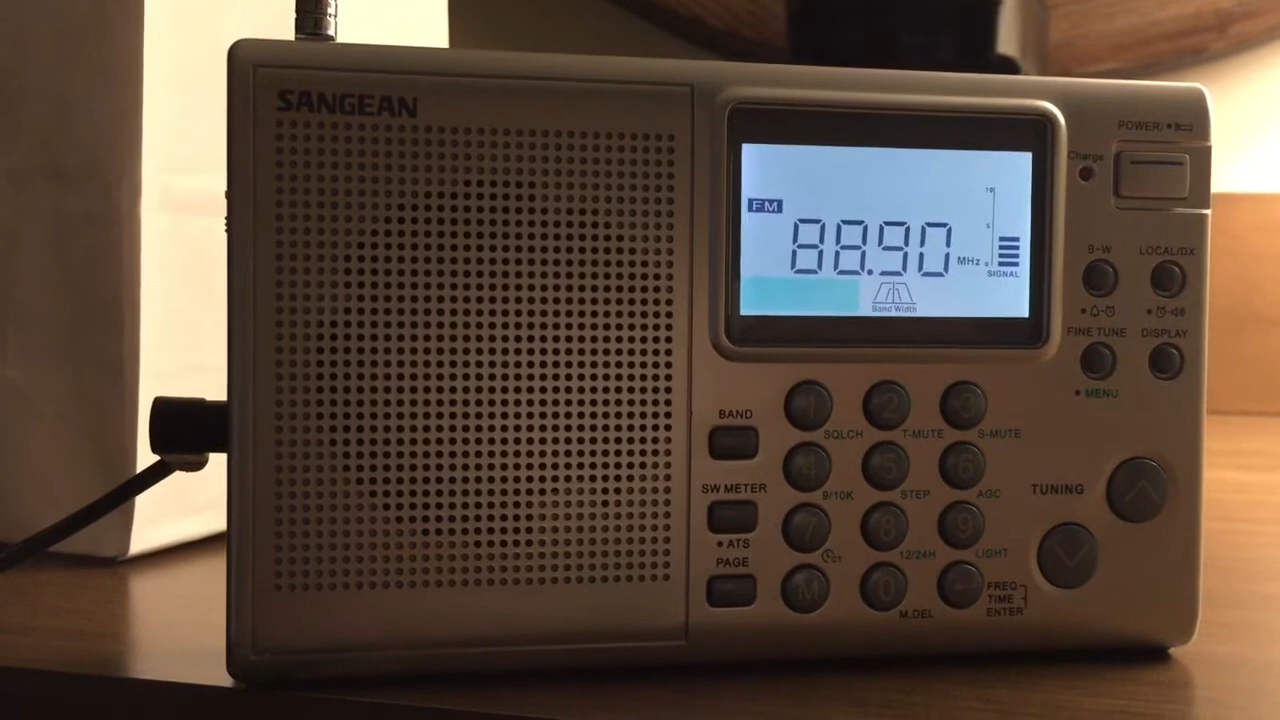 SANGEAN
POWER/
Charge
10
FM
5
88.90
MHz
0
SIGNAL
Band Width
B-W
LOCAL/DX
FINE TUNE
DISPLAY
MENU
1
2
3
BAND
SQLCH
T-MUTE
S-MUTE
4
5
6
SW METER
9/10K
STEP
AGC
TUNING
7
8
9
ATS
CT
12/24H
LIGHT
PAGE
M
0
FREQ
TIME
ENTER
M.DEL